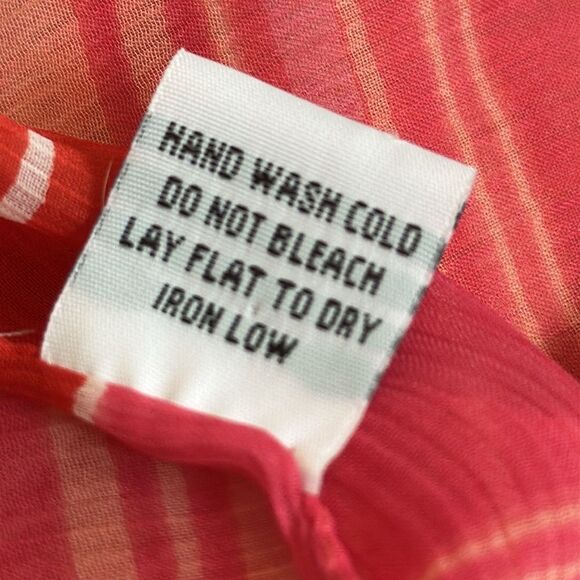 HAND WASH COLD
DO NOT BLEACH
LAY FLAT TO DRY
IRON LOW